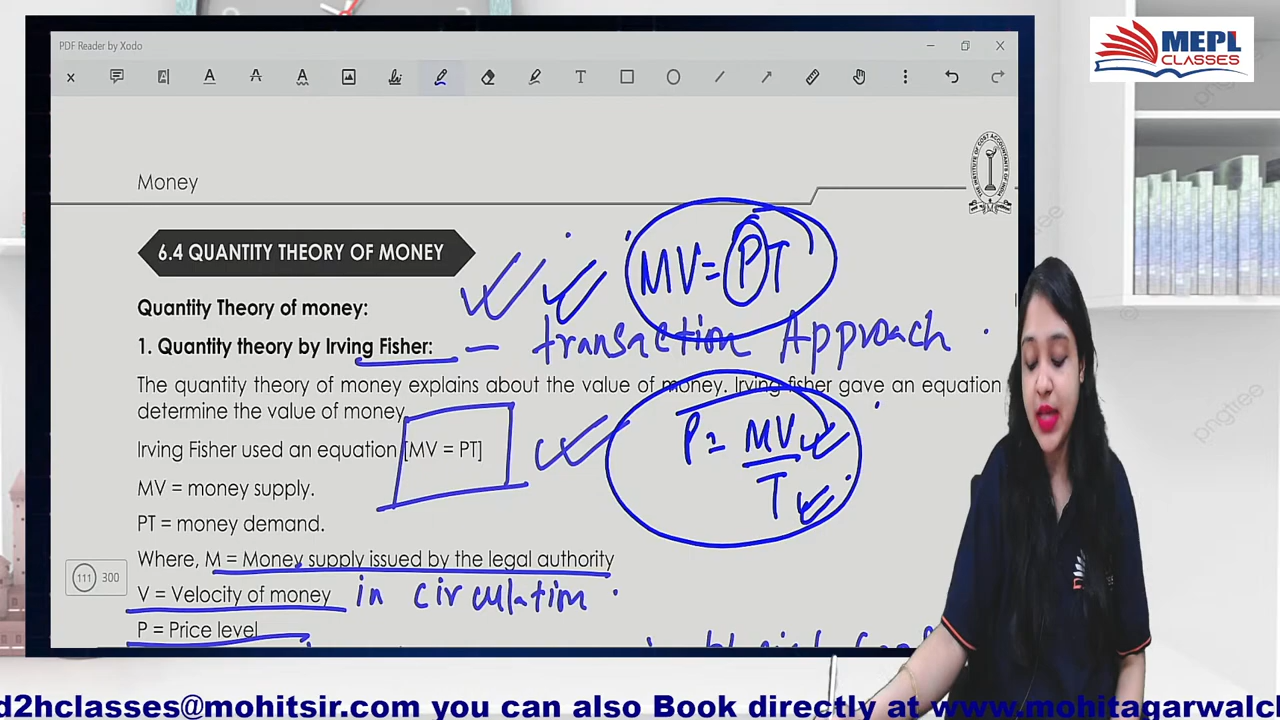 PDF Reader by Xodo
MEPL
CLASSES
Money
6.4 QUANTITY THEORY OF MONEY
MV = PT
Quantity Theory of money:
1. Quantity theory by Irving Fisher: — transaction Approach
The quantity theory of money explains about the value of money. Irving fisher gave an equation
determine the value of money
Irving Fisher used an equation [MV = PT]
P = MV
T
MV = money supply.
PT = money demand.
Where, M = Money supply issued by the legal authority
111 300
V = Velocity of money in circulation
P = Price level
d2hclasses@mohitsir.com you can also Book directly at www.mohitagarwalcl